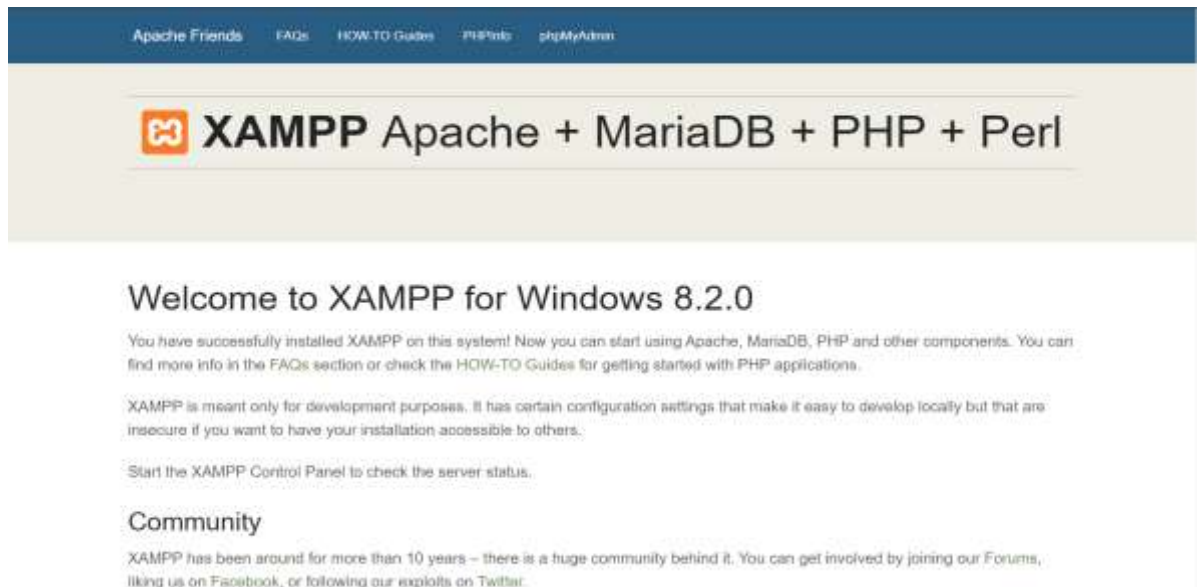 Apache Friends FAQs HOW-TO Guides PHPInfo phpMyAdmin
XAMPP Apache + MariaDB + PHP + Perl
Welcome to XAMPP for Windows 8.2.0
You have successfully installed XAMPP on this system! Now you can start using Apache, MariaDB, PHP and other components. You can
find more info in the FAQs section or check the HOW-TO Guides for getting started with PHP applications.
XAMPP is meant only for development purposes. It has certain configuration settings that make it easy to develop locally but that are
insecure if you want to have your installation accessible to others.
Start the XAMPP Control Panel to check the server status.
Community
XAMPP has been around for more than 10 years – there is a huge community behind it. You can get involved by joining our Forums,
liking us on Facebook, or following our exploits on Twitter.